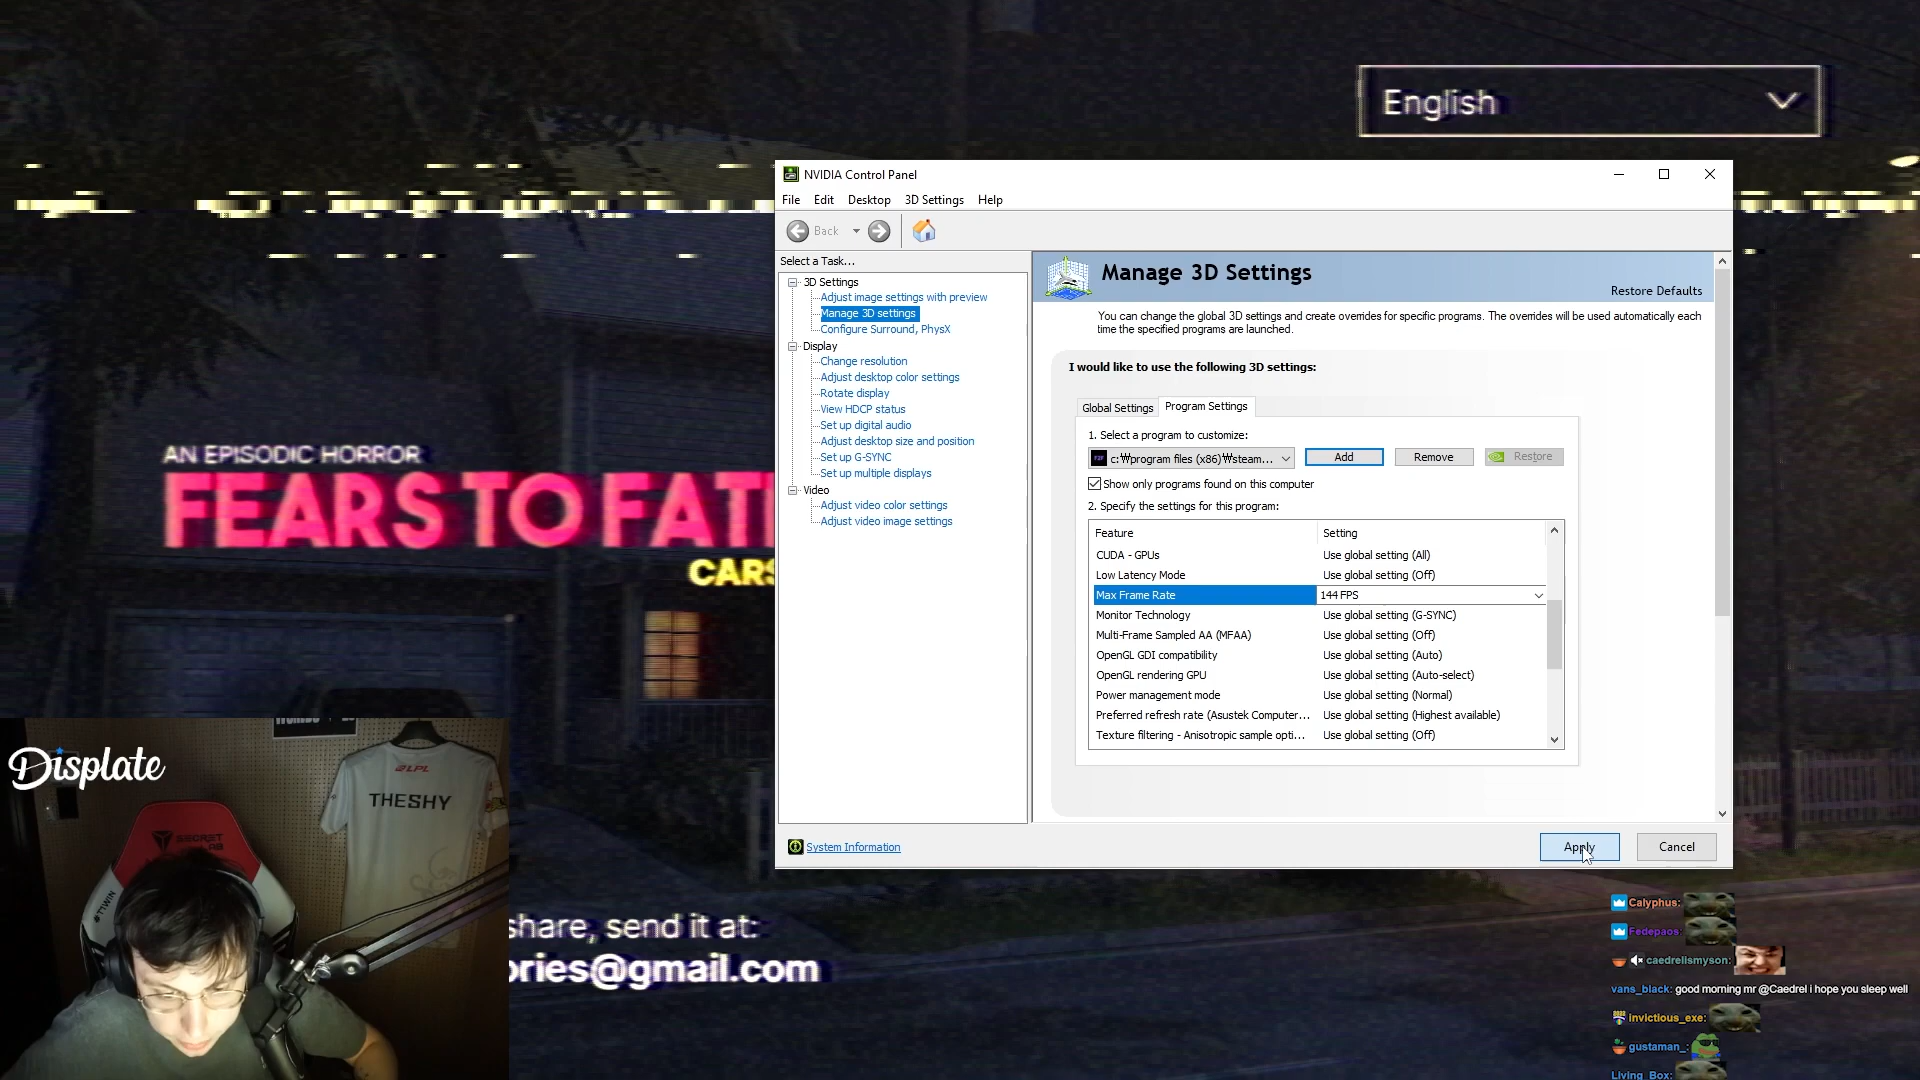 English
NVIDIA Control Panel
File Edit Desktop 3D Settings Help
Back
Select a Task...
3D Settings
Adjust image settings with preview
Manage 3D settings
Configure Surround, PhysX
Display
Change resolution
Adjust desktop color settings
Rotate display
View HDCP status
Set up digital audio
Adjust desktop size and position
Set up G-SYNC
Set up multiple displays
Video
Adjust video color settings
Adjust video image settings
Manage 3D Settings
Restore Defaults
You can change the global 3D settings and create overrides for specific programs. The overrides will be used automatically each
time the specified programs are launched.
I would like to use the following 3D settings:
Global Settings Program Settings
1. Select a program to customize:
c:₩program files (x86)₩steam... Add Remove Restore
Show only programs found on this computer
2. Specify the settings for this program:
Feature Setting
CUDA - GPUs Use global setting (All)
Low Latency Mode Use global setting (Off)
Max Frame Rate 144 FPS
Monitor Technology Use global setting (G-SYNC)
Multi-Frame Sampled AA (MFAA) Use global setting (Off)
OpenGL GDI compatibility Use global setting (Auto)
OpenGL rendering GPU Use global setting (Auto-select)
Power management mode Use global setting (Normal)
Preferred refresh rate (Asustek Computer... Use global setting (Highest available)
Texture filtering - Anisotropic sample opti... Use global setting (Off)
System Information
Apply Cancel
AN EPISODIC HORROR
FEARS TO FAT
CARS
share, send it at:
ories@gmail.com
Displate
LPL
THESHY
SECRET
LAB
T1WIN
Calyphus:
Fedepaos:
caedrelismyson:
vans_black: good morning mr @Caedrel i hope you sleep well
invictious_exe:
gustaman_:
Living_Box: